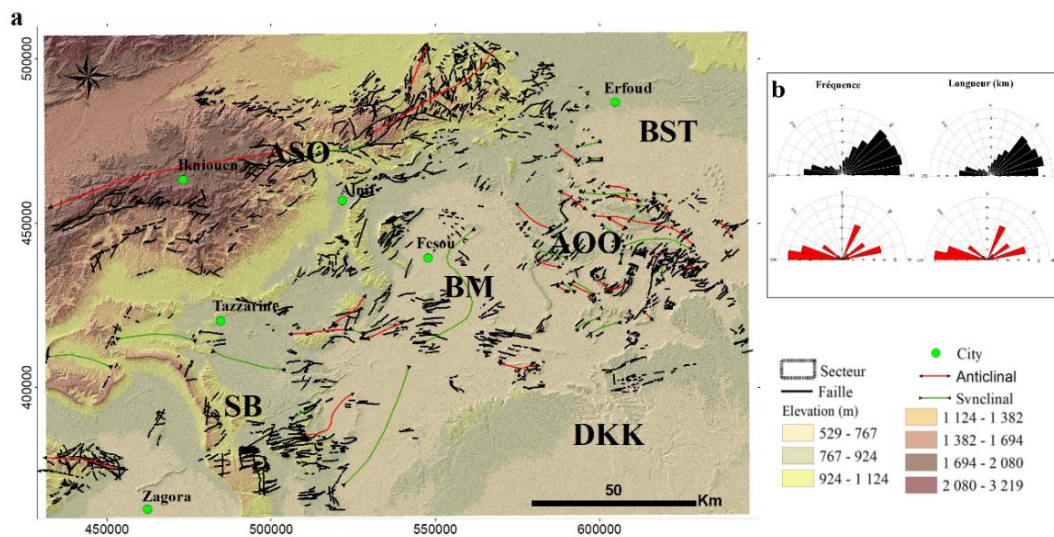 a
500000
450000
400000
450000
500000
550000
600000
Erfoud
BST
ASO
Ikniouen
Alnif
AOO
Fesou
BM
Tazzarine
SB
DKK
Zagora
50
Km
b
Fréquence
Longueur (km)
Secteur
Faille
City
Anticlinal
Synclinal
Elevation (m)
529 - 767
767 - 924
924 - 1 124
1 124 - 1 382
1 382 - 1 694
1 694 - 2 080
2 080 - 3 219